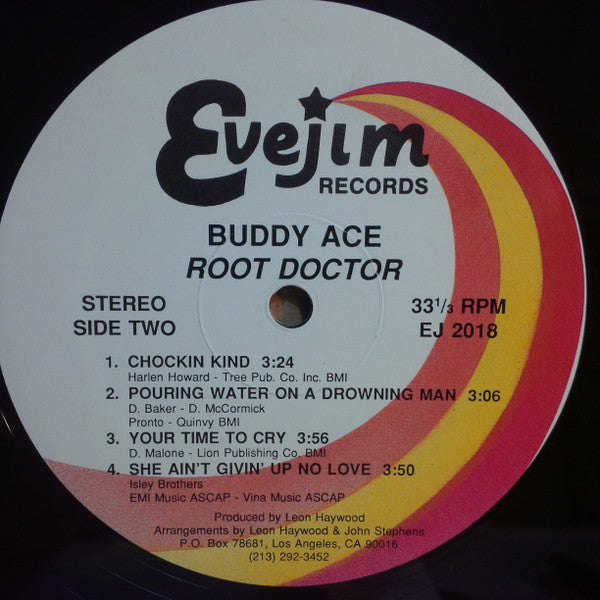 Evejim
RECORDS
BUDDY ACE
ROOT DOCTOR
STEREO
SIDE TWO
33 1/3 RPM
EJ 2018
1. CHOCKIN KIND 3:24
Harlen Howard - Tree Pub. Co. Inc. BMI
2. POURING WATER ON A DROWNING MAN 3:06
D. Baker - D. McCormick
Pronto - Quinvy BMI
3. YOUR TIME TO CRY 3:56
D. Malone - Lion Publishing Co. BMI
4. SHE AIN'T GIVIN' UP NO LOVE 3:50
Isley Brothers
EMI Music ASCAP - Vina Music ASCAP
Produced by Leon Haywood
Arrangements by Leon Haywood & John Stephens
P.O. Box 78681, Los Angeles, CA 90016
(213) 292-3452